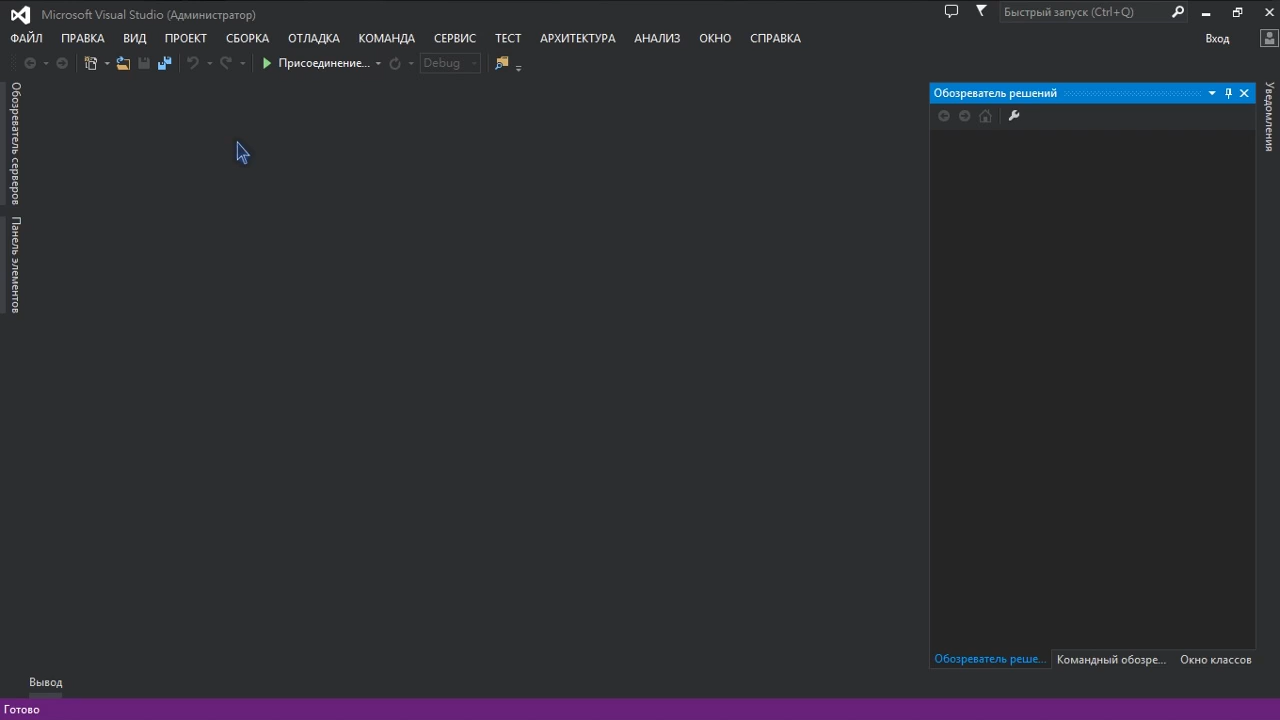 Microsoft Visual Studio (Администратор)
Быстрый запуск (Ctrl+Q)
ФАЙЛ ПРАВКА ВИД ПРОЕКТ СБОРКА ОТЛАДКА КОМАНДА СЕРВИС ТЕСТ АРХИТЕКТУРА АНАЛИЗ ОКНО СПРАВКА
Вход
Присоединение...
Debug
Обозреватель серверов
Панель элементов
Обозреватель решений
Уведомления
Обозреватель реше...
Командный обозре...
Окно классов
Вывод
Готово